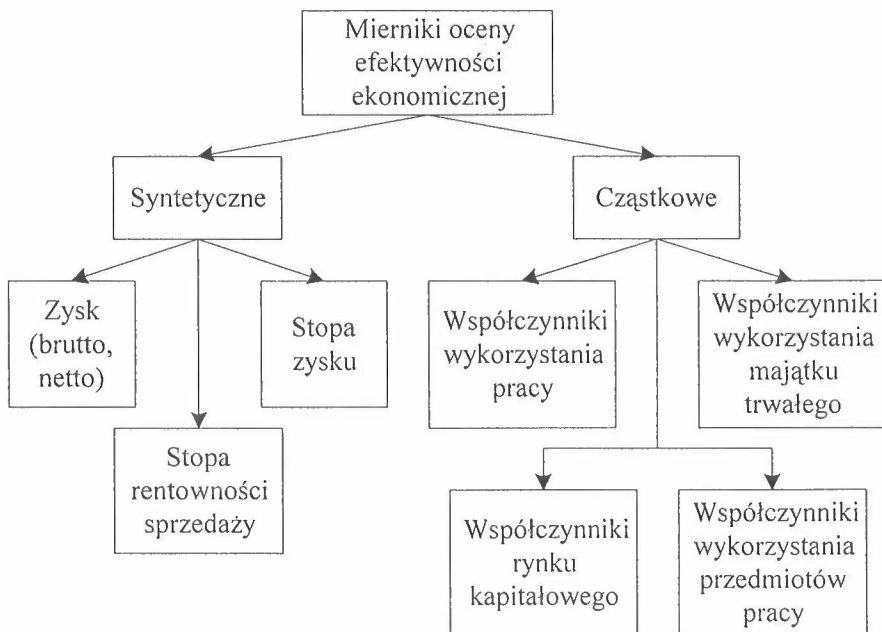 Mierniki oceny
efektywności
ekonomicznej
Syntetyczne
Cząstkowe
Zysk
(brutto,
netto)
Stopa
zysku
Współczynniki
wykorzystania
pracy
Współczynniki
wykorzystania
majątku
trwałego
Stopa
rentowności
sprzedaży
Współczynniki
rynku
kapitałowego
Współczynniki
wykorzystania
przedmiotów
pracy